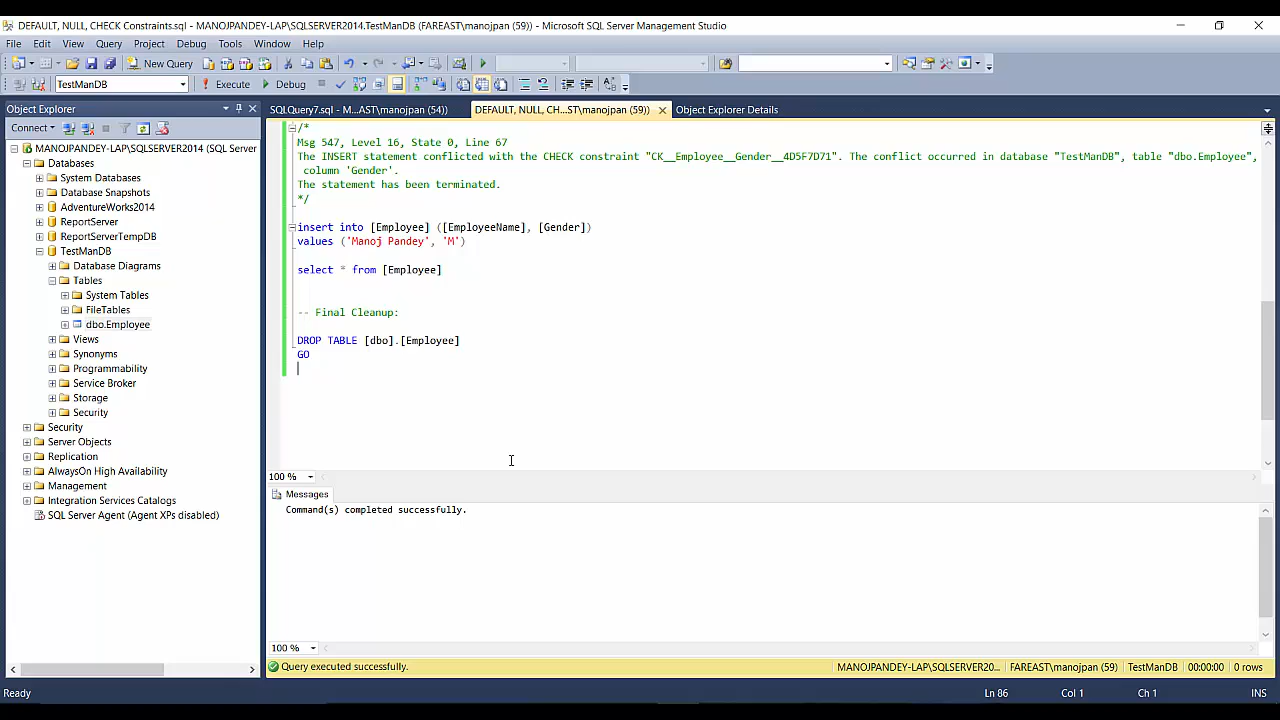 DEFAULT, NULL, CHECK Constraints.sql - MANOJPANDEY-LAP\SQLSERVER2014.TestManDB (FAREAST\manojpan (59)) - Microsoft SQL Server Management Studio
File Edit View Query Project Debug Tools Window Help
New Query
TestManDB Execute Debug
Object Explorer
SQLQuery7.sql - M...AST\manojpan (54)) DEFAULT, NULL, CH...ST\manojpan (59)) Object Explorer Details
Connect
MANOJPANDEY-LAP\SQLSERVER2014 (SQL Server
Databases
System Databases
Database Snapshots
AdventureWorks2014
ReportServer
ReportServerTempDB
TestManDB
Database Diagrams
Tables
System Tables
FileTables
dbo.Employee
Views
Synonyms
Programmability
Service Broker
Storage
Security
Security
Server Objects
Replication
AlwaysOn High Availability
Management
Integration Services Catalogs
SQL Server Agent (Agent XPs disabled)
/*
Msg 547, Level 16, State 0, Line 67
The INSERT statement conflicted with the CHECK constraint "CK__Employee__Gender__4D5F7D71". The conflict occurred in database "TestManDB", table "dbo.Employee",
column 'Gender'.
The statement has been terminated.
*/
insert into [Employee] ([EmployeeName], [Gender])
values ('Manoj Pandey', 'M')
select * from [Employee]
-- Final Cleanup:
DROP TABLE [dbo].[Employee]
GO
100 %
Messages
Command(s) completed successfully.
100 %
Query executed successfully. MANOJPANDEY-LAP\SQLSERVER20... FAREAST\manojpan (59) TestManDB 00:00:00 0 rows
Ready Ln 86 Col 1 Ch 1 INS